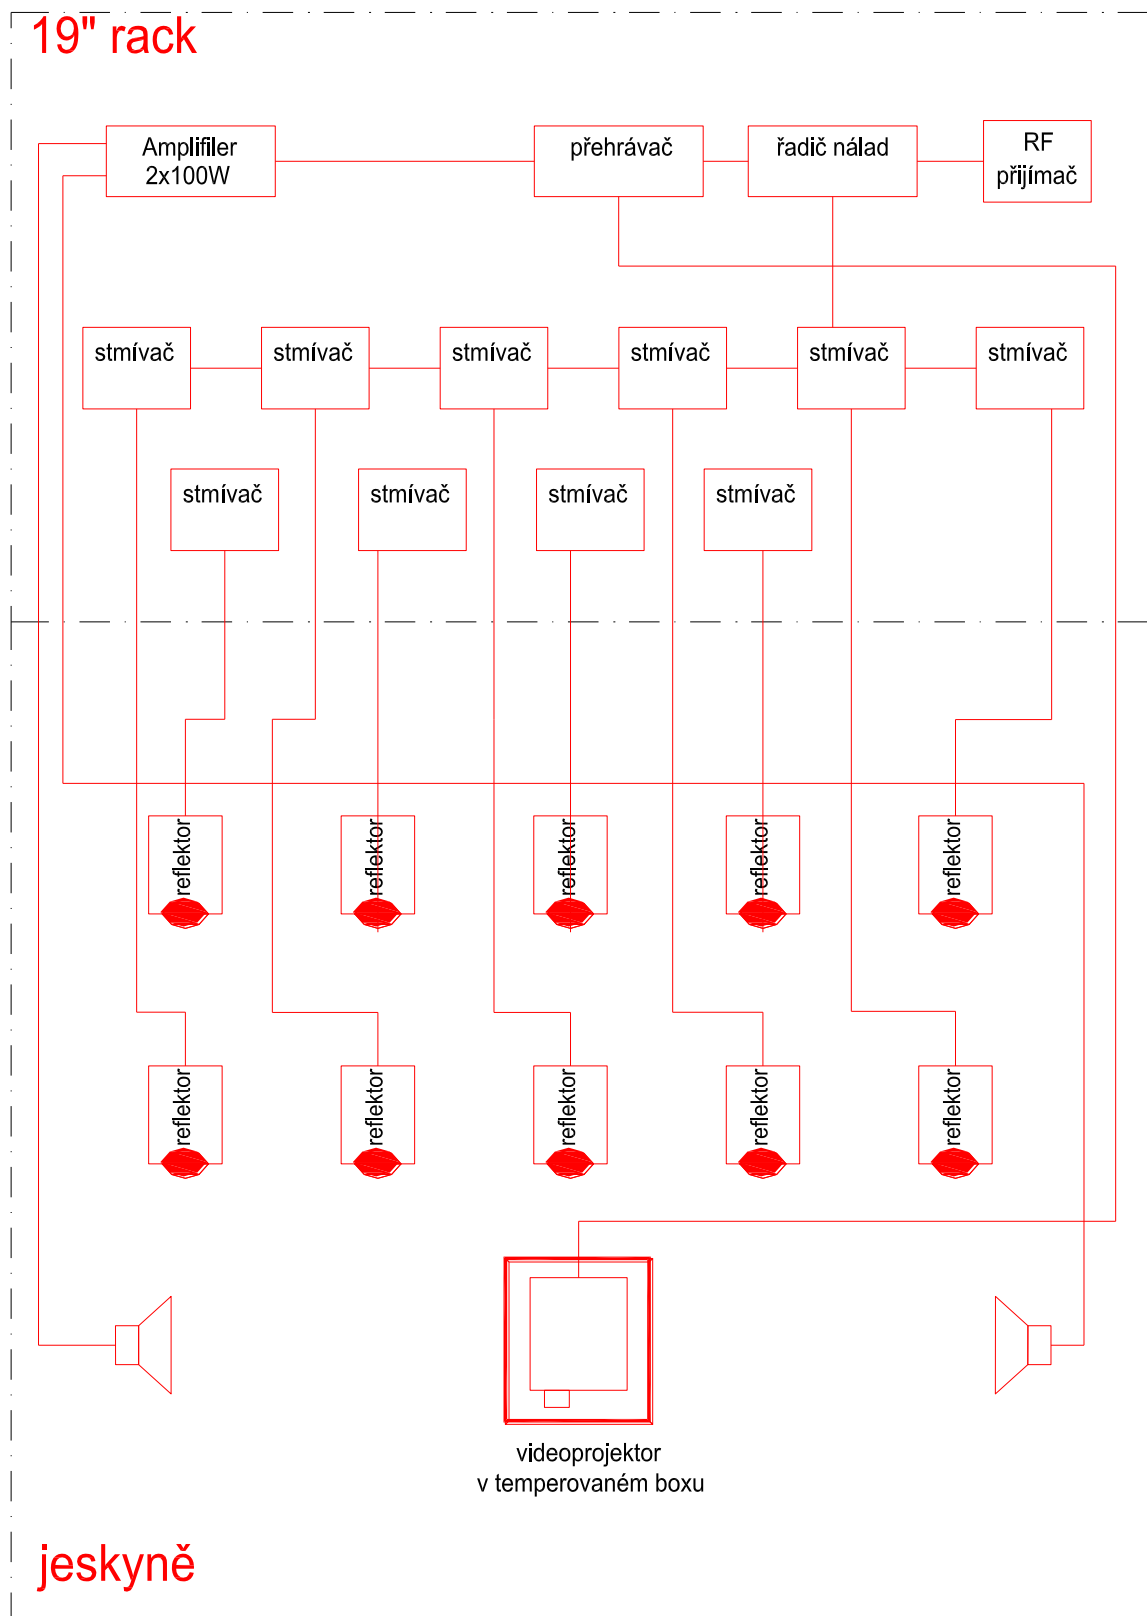 19" rack
Amplifiler
2x100W
přehrávač
řadič nálad
RF
přijímač
stmívač
stmívač
stmívač
stmívač
stmívač
stmívač
stmívač
stmívač
stmívač
stmívač
reflektor
reflektor
reflektor
reflektor
reflektor
reflektor
reflektor
reflektor
reflektor
reflektor
videoprojektor
v temperovaném boxu
jeskyně